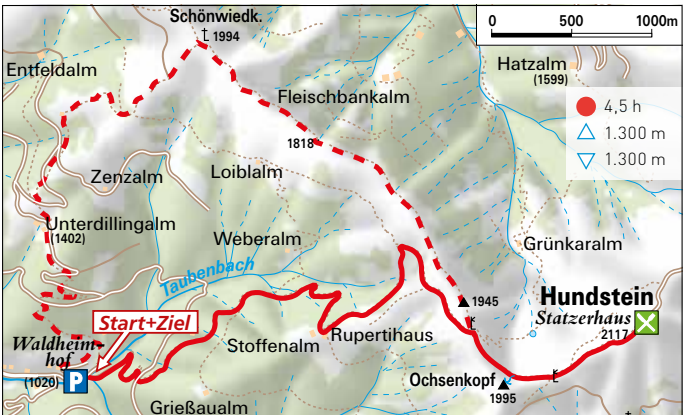 Schönwiedk.
1994
0 500 1000m
Entfeldalm
Hatzalm
(1599)
Fleischbankalm
4,5 h
1.300 m
1.300 m
1818
Zenzalm
Loiblalm
Unterdillingalm
(1402)
Weberalm
Grünkaralm
Taubenbach
1945
Hundstein
Statzerhaus
2117
Start+Ziel
Rupertihaus
Stoffenalm
Waldheim-
hof
(1020)
P
Ochsenkopf
1995
Grießaualm